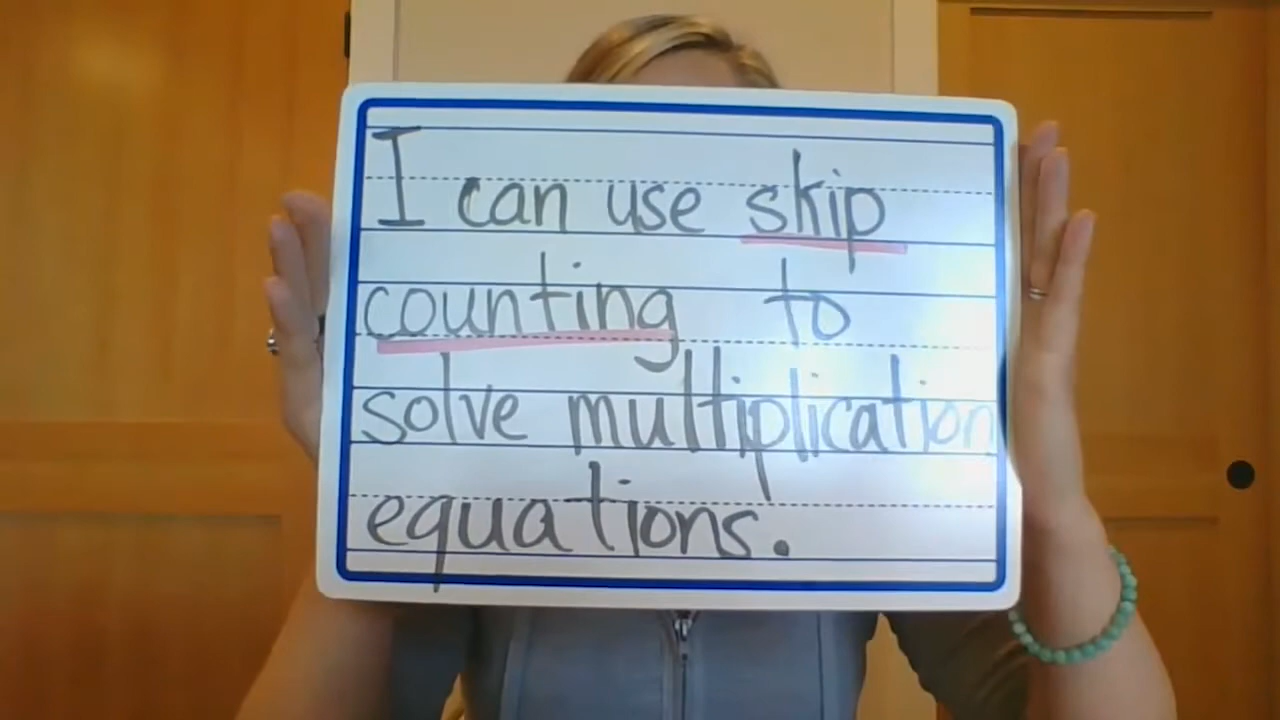 I can use skip
counting to
solve multiplication
equations.